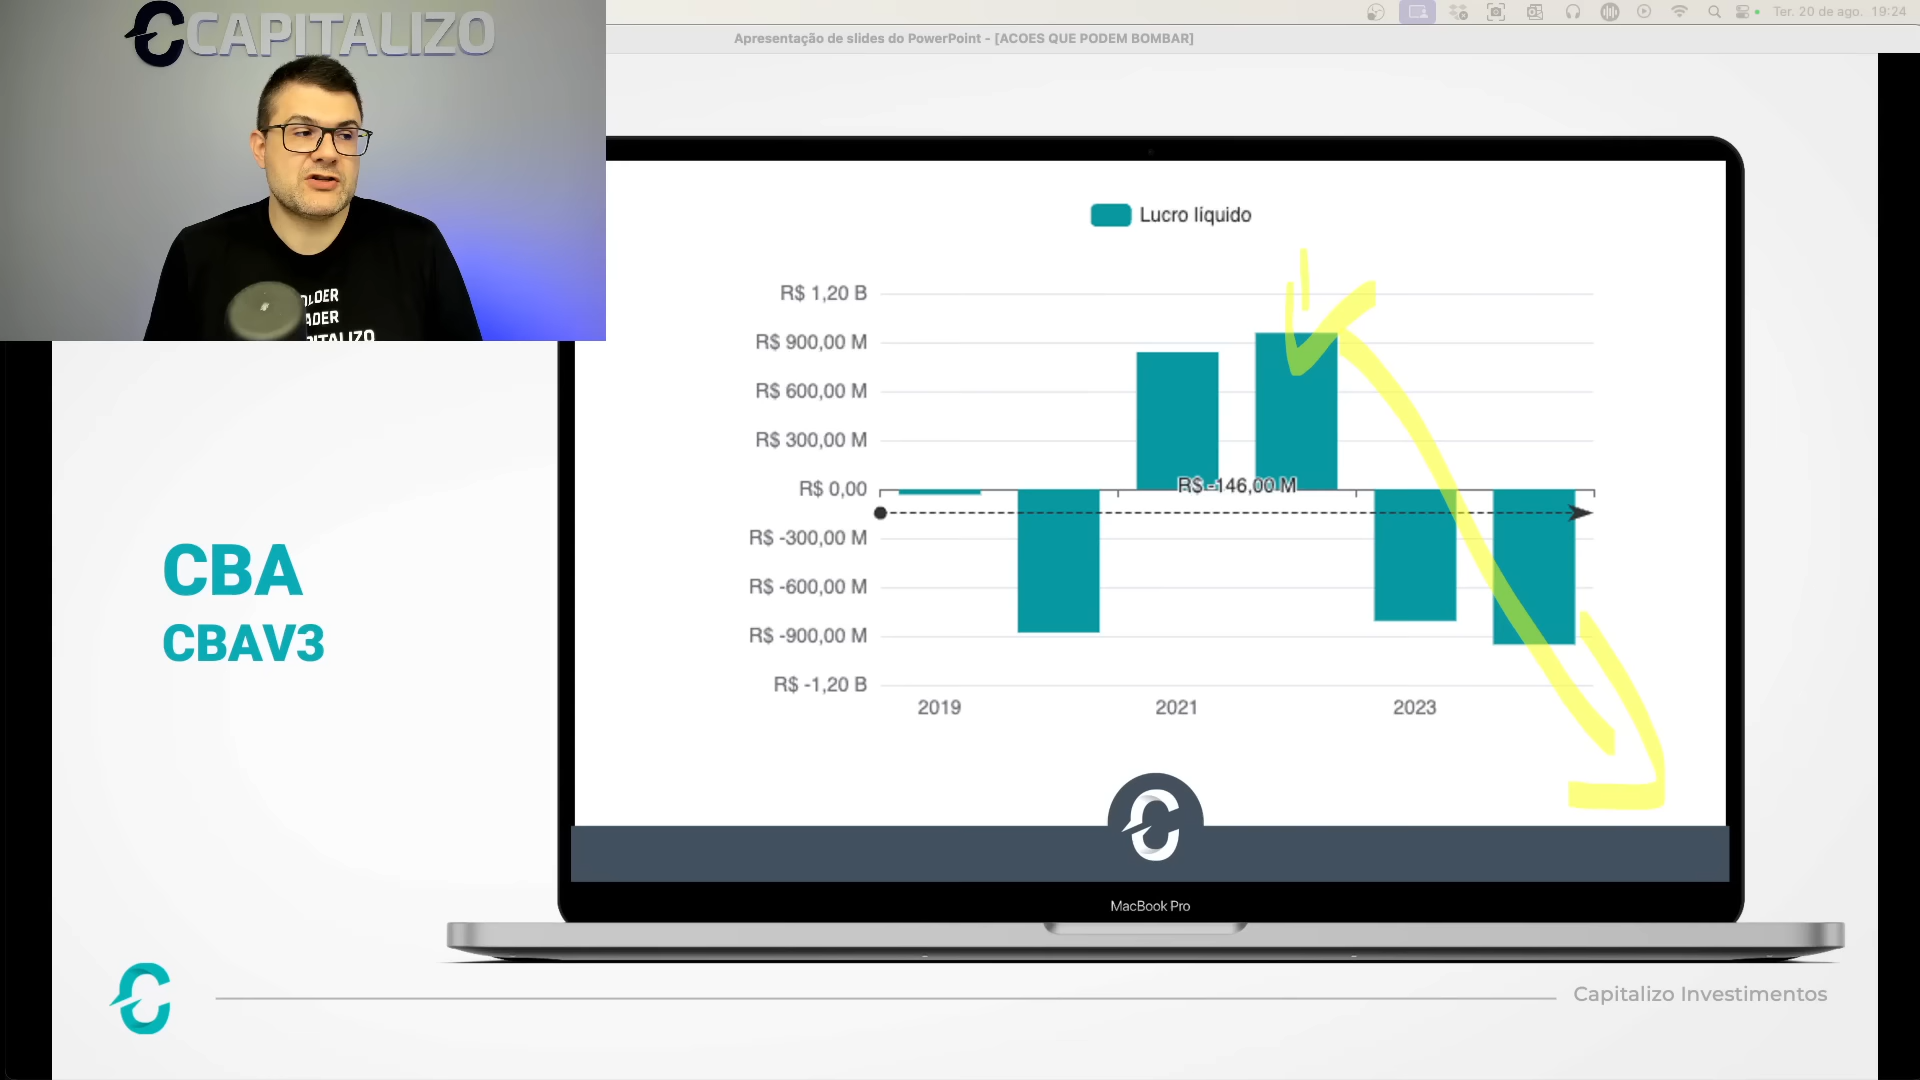 CAPITALIZO
Ter. 20 de ago. 19:24
Apresentação de slides do PowerPoint - [ACOES QUE PODEM BOMBAR]
Lucro líquido
R$ 1,20 B
R$ 900,00 M
R$ 600,00 M
R$ 300,00 M
R$ 0,00
R$ -146,00 M
R$ -300,00 M
R$ -600,00 M
R$ -900,00 M
R$ -1,20 B
2019
2021
2023
CBA
CBAV3
MacBook Pro
Capitalizo Investimentos